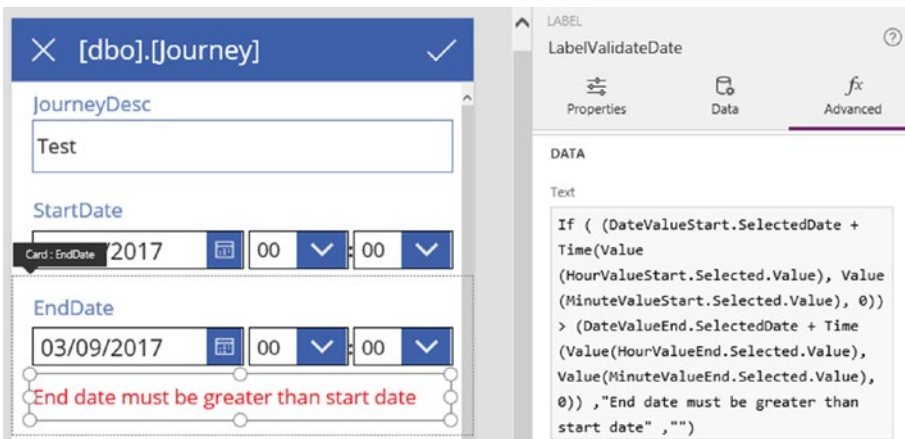 [dbo].[Journey]
JourneyDesc
Test
StartDate
/2017 00 : 00
Card : EndDate
EndDate
03/09/2017 00 : 00
End date must be greater than start date
LABEL
LabelValidateDate
Properties Data Advanced
DATA
Text
If ( (DateValueStart.SelectedDate +
Time(Value
(HourValueStart.Selected.Value), Value
(MinuteValueStart.Selected.Value), 0))
> (DateValueEnd.SelectedDate + Time
(Value(HourValueEnd.Selected.Value),
Value(MinuteValueEnd.Selected.Value),
0)) ,"End date must be greater than
start date" ,"")